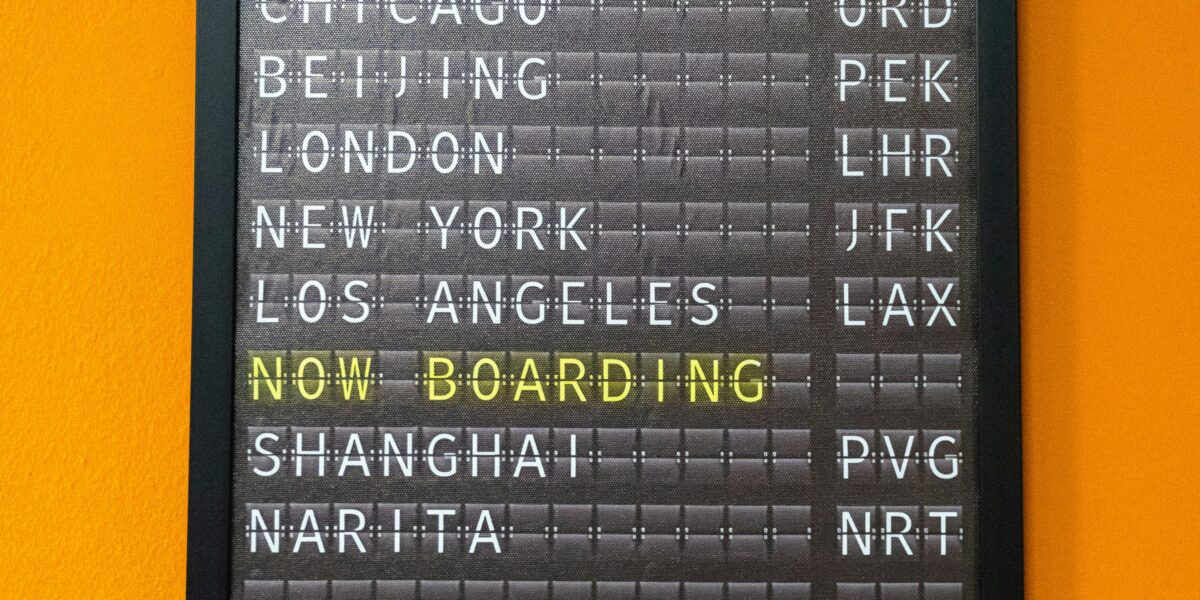 CHICAGO ORD
BEIJING PEK
LONDON LHR
NEW YORK JFK
LOS ANGELES LAX
NOW BOARDING
SHANGHAI PVG
NARITA NRT